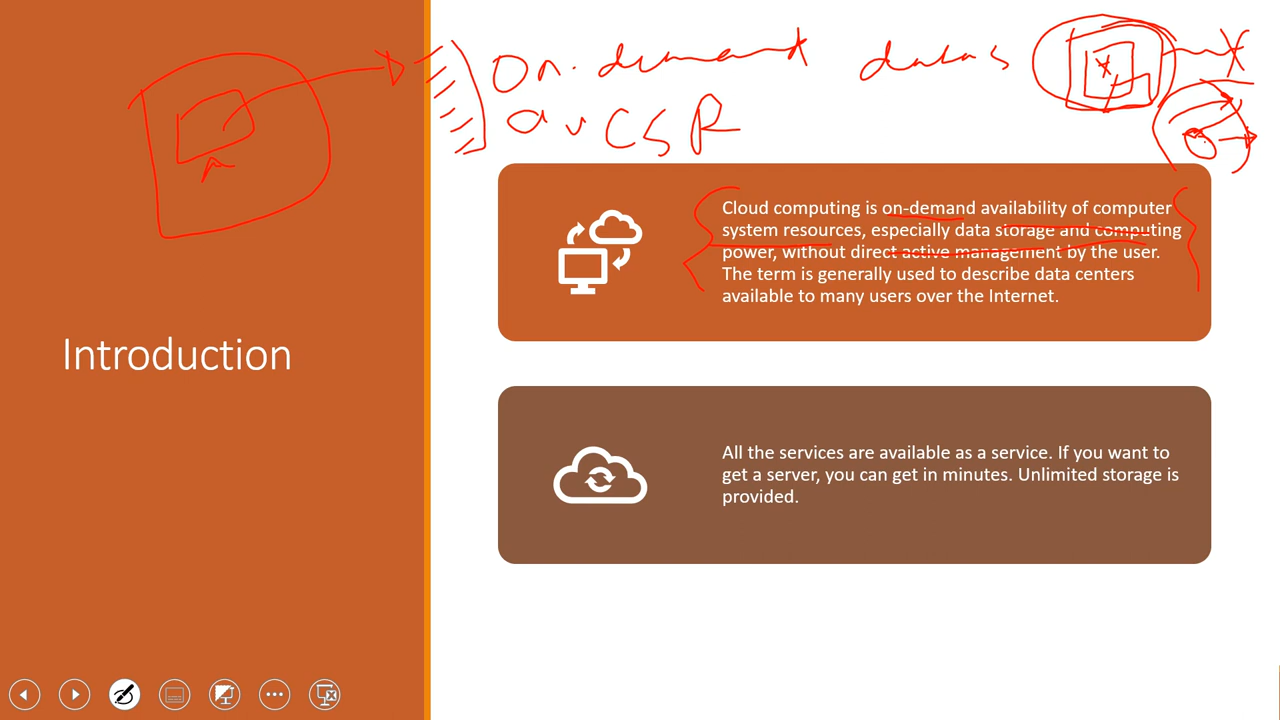 On-demand data s
av CSR
Cloud computing is on-demand availability of computer
system resources, especially data storage and computing
power, without direct active management by the user.
The term is generally used to describe data centers
available to many users over the Internet.
Introduction
All the services are available as a service. If you want to
get a server, you can get in minutes. Unlimited storage is
provided.